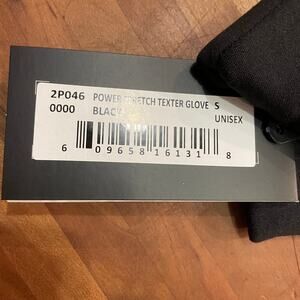 2P046 POWER STRETCH TEXTER GLOVE S
0000 BLACK UNISEX
6 09658 16131 8